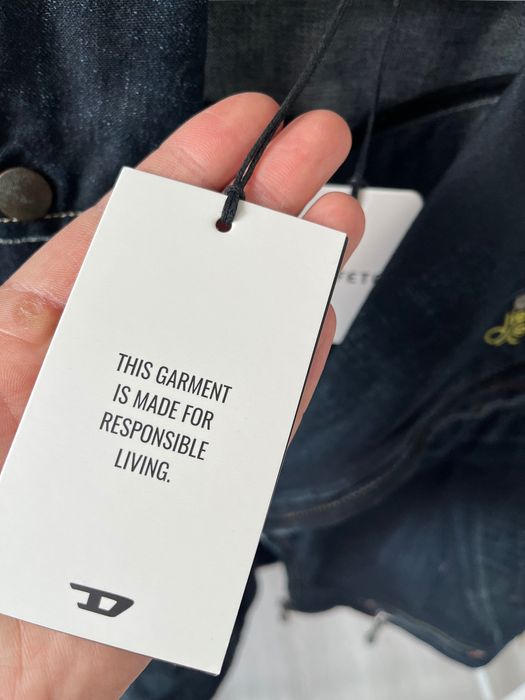 THIS GARMENT
IS MADE FOR
RESPONSIBLE
LIVING.